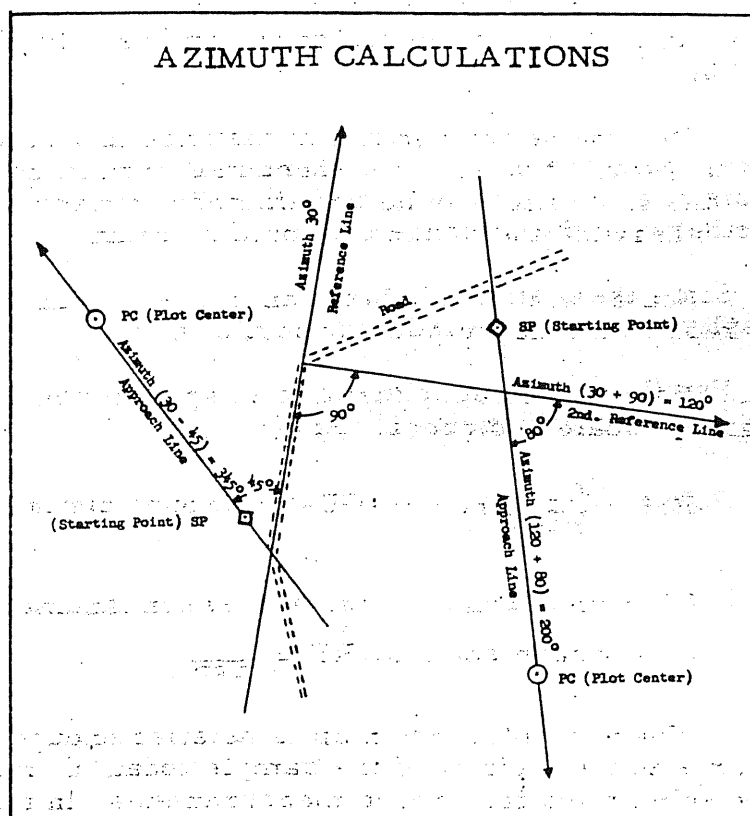 AZIMUTH CALCULATIONS
Azimuth 30°
Reference Line
Road
PC (Plot Center)
SP (Starting Point)
Azimuth (30 - 45) = 345°
Approach Line
90°
Azimuth (30 + 90) = 120°
2nd. Reference Line
80°
45°
(Starting Point) SP
Azimuth (120 + 80) = 200°
Approach Line
PC (Plot Center)